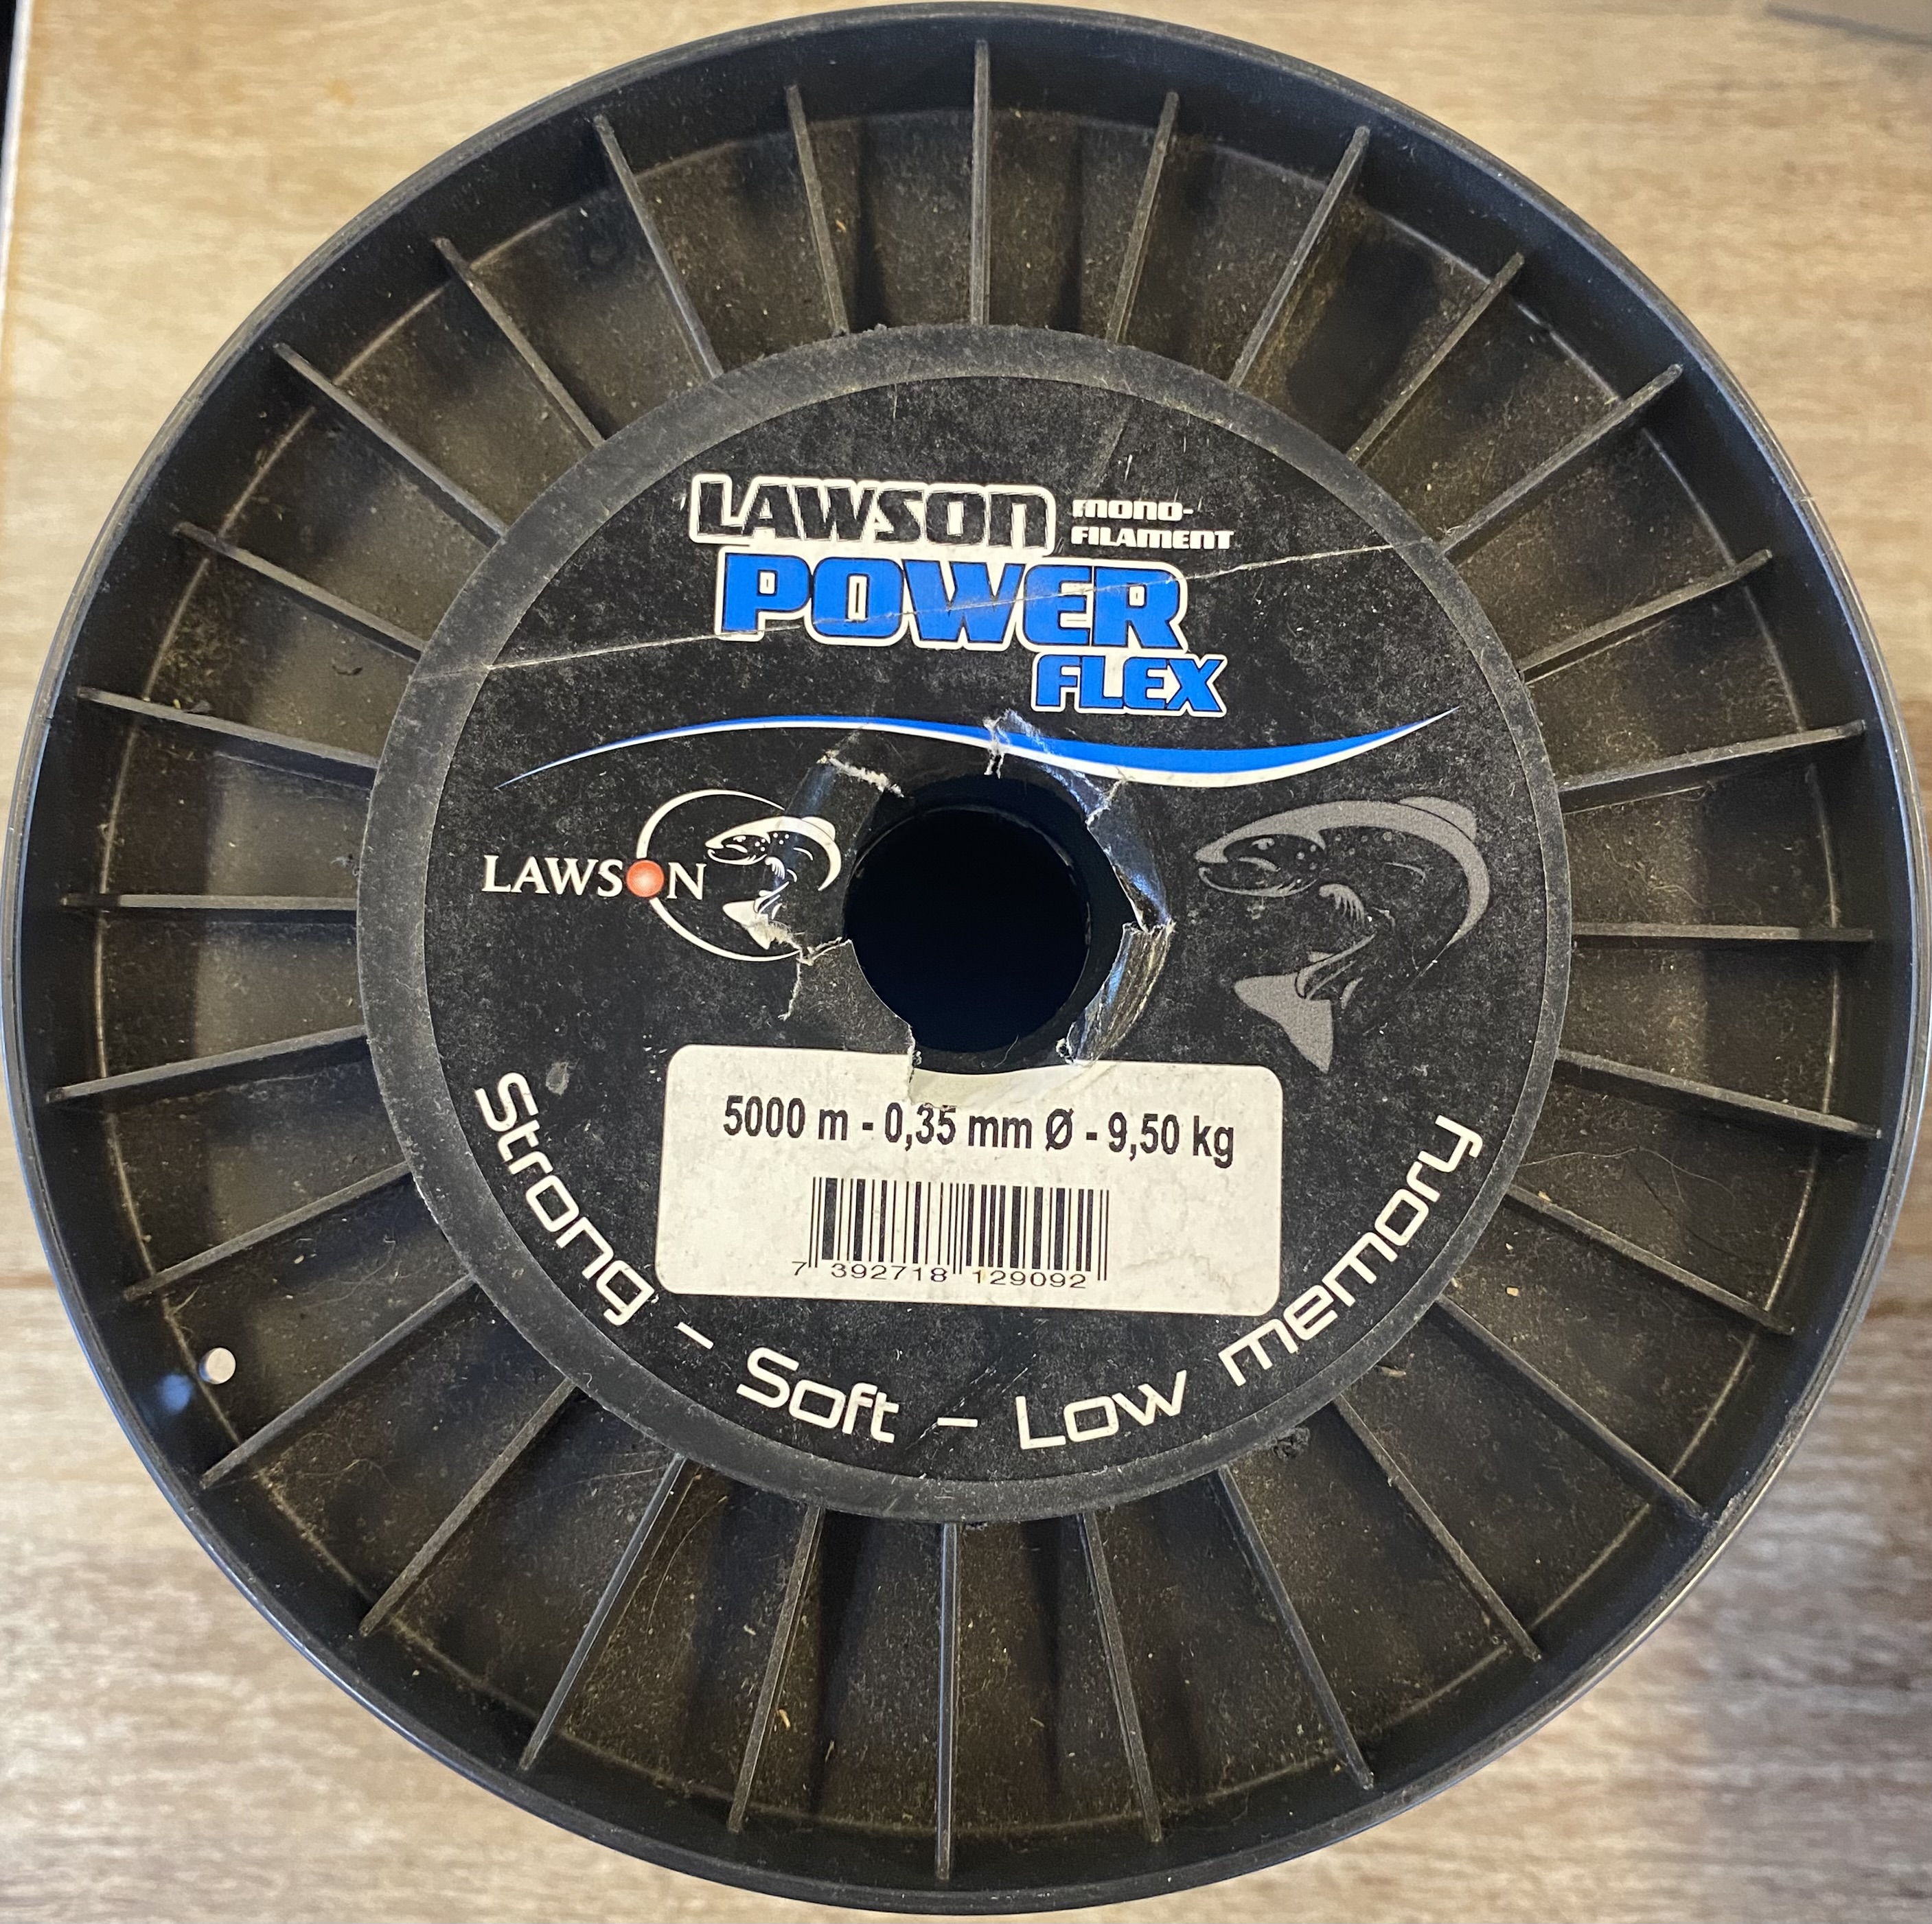 LAWSON
MONO-
FILAMENT
POWER
FLEX
LAWSON
5000 m - 0,35 mm Ø - 9,50 kg
7 392718 129092
Strong - Soft - Low memory